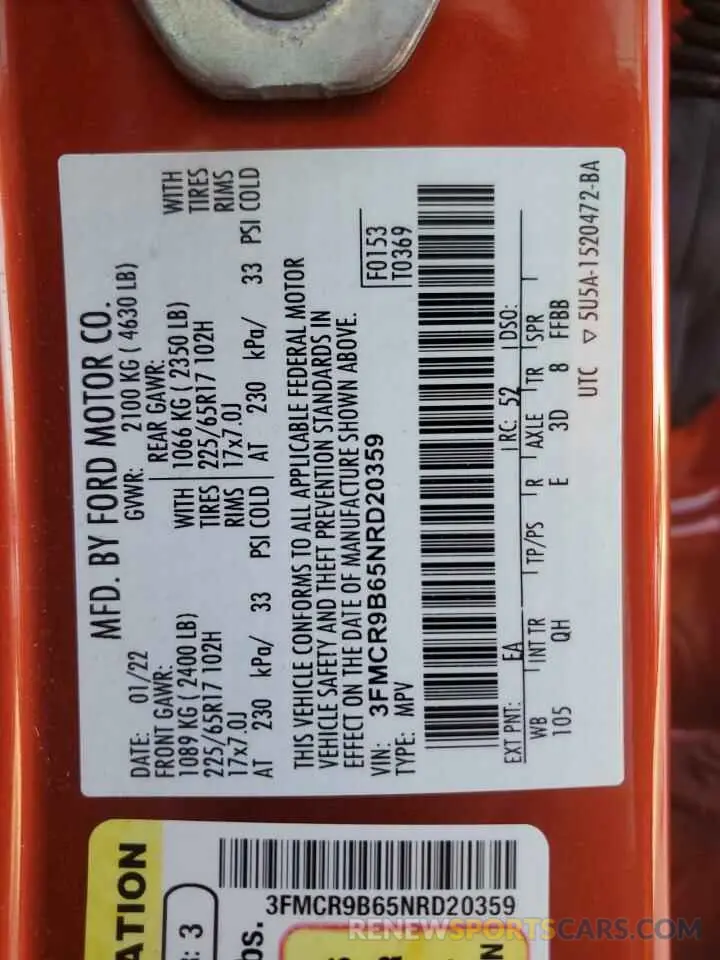 MFD. BY FORD MOTOR CO.
DATE: 01/22 GVWR: 2100 KG ( 4630 LB)
FRONT GAWR: REAR GAWR:
1089 KG ( 2400 LB) WITH 1066 KG ( 2350 LB) WITH
225/65R17 102H TIRES 225/65R17 102H TIRES
17x7.0J RIMS 17x7.0J RIMS
AT 230 kPa/ 33 PSI COLD AT 230 kPa/ 33 PSI COLD
THIS VEHICLE CONFORMS TO ALL APPLICABLE FEDERAL MOTOR
VEHICLE SAFETY AND THEFT PREVENTION STANDARDS IN
EFFECT ON THE DATE OF MANUFACTURE SHOWN ABOVE.
VIN: 3FMCR9B65NRD20359 F0153
TYPE: MPV T0369
EXT PNT: EA RC: 52 DSO:
WB INT TR TP/PS R AXLE TR SPR
105 QH E 3D 8 FFBB
UTC ▽ 5U5A-1520472-BA
ATION
: 3
bs.
3FMCR9B65NRD20359
S
R
N
RENEWSPORTSCARS.COM